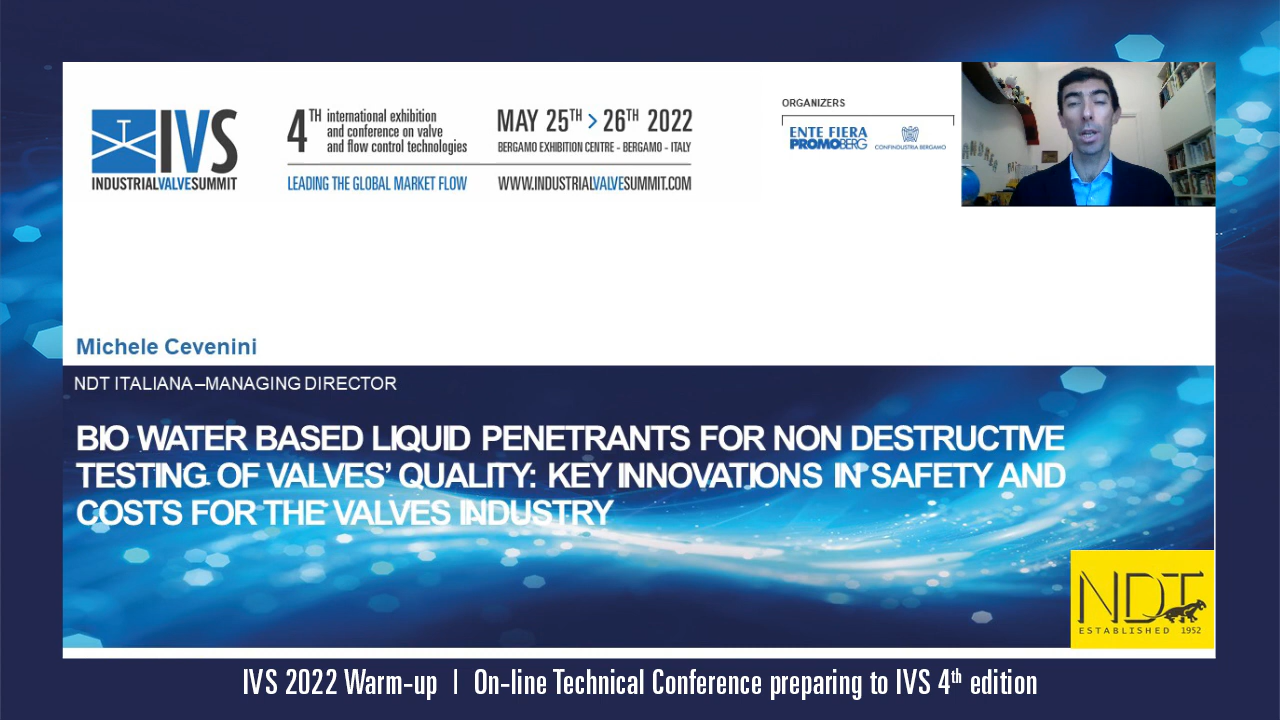 IVS
INDUSTRIALVALVESUMMIT
4TH international exhibition
and conference on valve
and flow control technologies
LEADING THE GLOBAL MARKET FLOW
MAY 25TH > 26TH 2022
BERGAMO EXHIBITION CENTRE - BERGAMO - ITALY
WWW.INDUSTRIALVALVESUMMIT.COM
ORGANIZERS
ENTE FIERA
PROMOBERG
CONFINDUSTRIA BERGAMO
Michele Cevenini
NDT ITALIANA–MANAGING DIRECTOR
BIO WATER BASED LIQUID PENETRANTS FOR NON DESTRUCTIVE
TESTING OF VALVES’ QUALITY: KEY INNOVATIONS IN SAFETY AND
COSTS FOR THE VALVES INDUSTRY
NDT
ESTABLISHED 1952
IVS 2022 Warm-up | On-line Technical Conference preparing to IVS 4th edition